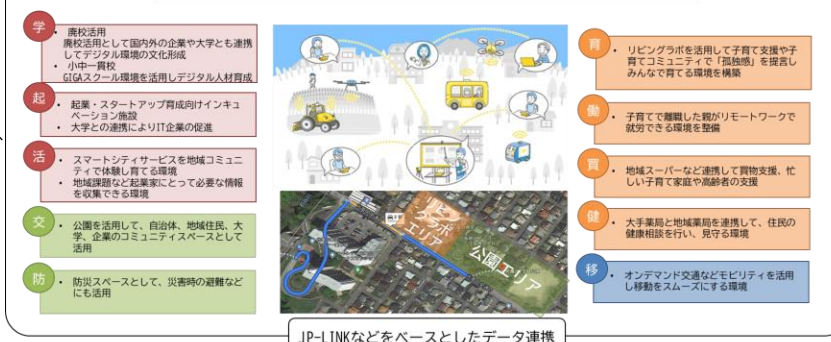 学
・ 廃校活用
廃校活用として国内外の企業や大学とも連携
してデジタル環境の文化形成
・ 小中一貫校
GIGAスクール環境を活用しデジタル人材育成
起
・ 起業・スタートアップ育成向けインキュ
ベーション施設
・ 大学との連携によりIT企業の促進
活
・ スマートシティサービスを地域コミュニ
ティで体験し育てる環境
・ 地域課題など起業家にとって必要な情報
を収集できる環境
交
・ 公園を活用して、自治体、地域住民、大
学、企業のコミュニティスペースとして
活用
防
・ 防災スペースとして、災害時の避難など
にも活用
リビン
グラボ
エリア
公園エリア
育
・ リビングラボを活用して子育て支援や子
育てコミュニティで「孤独感」を提言し
みんなで育てる環境を構築
働
・ 子育てで離職した親がリモートワークで
就労できる環境を整備
買
・ 地域スーパーなど連携して買物支援、忙
しい子育て家庭や高齢者の支援
健
・ 大手薬局と地域薬局を連携して、住民の
健康相談を行い、見守る環境
移
・ オンデマンド交通などモビリティを活用
し移動をスムーズにする環境
JP-LINKなどをベースとしたデータ連携